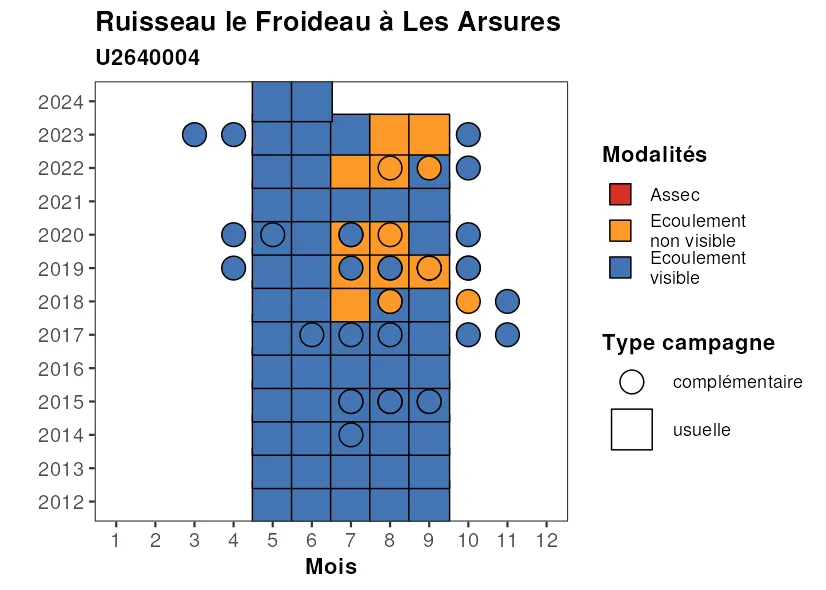 Ruisseau le Froideau à Les Arsures
U2640004
2024
2023
2022
2021
2020
2019
2018
2017
2016
2015
2014
2013
2012
1 2 3 4 5 6 7 8 9 10 11 12
Mois
Modalités
Assec
Ecoulement
non visible
Ecoulement
visible
Type campagne
complémentaire
usuelle